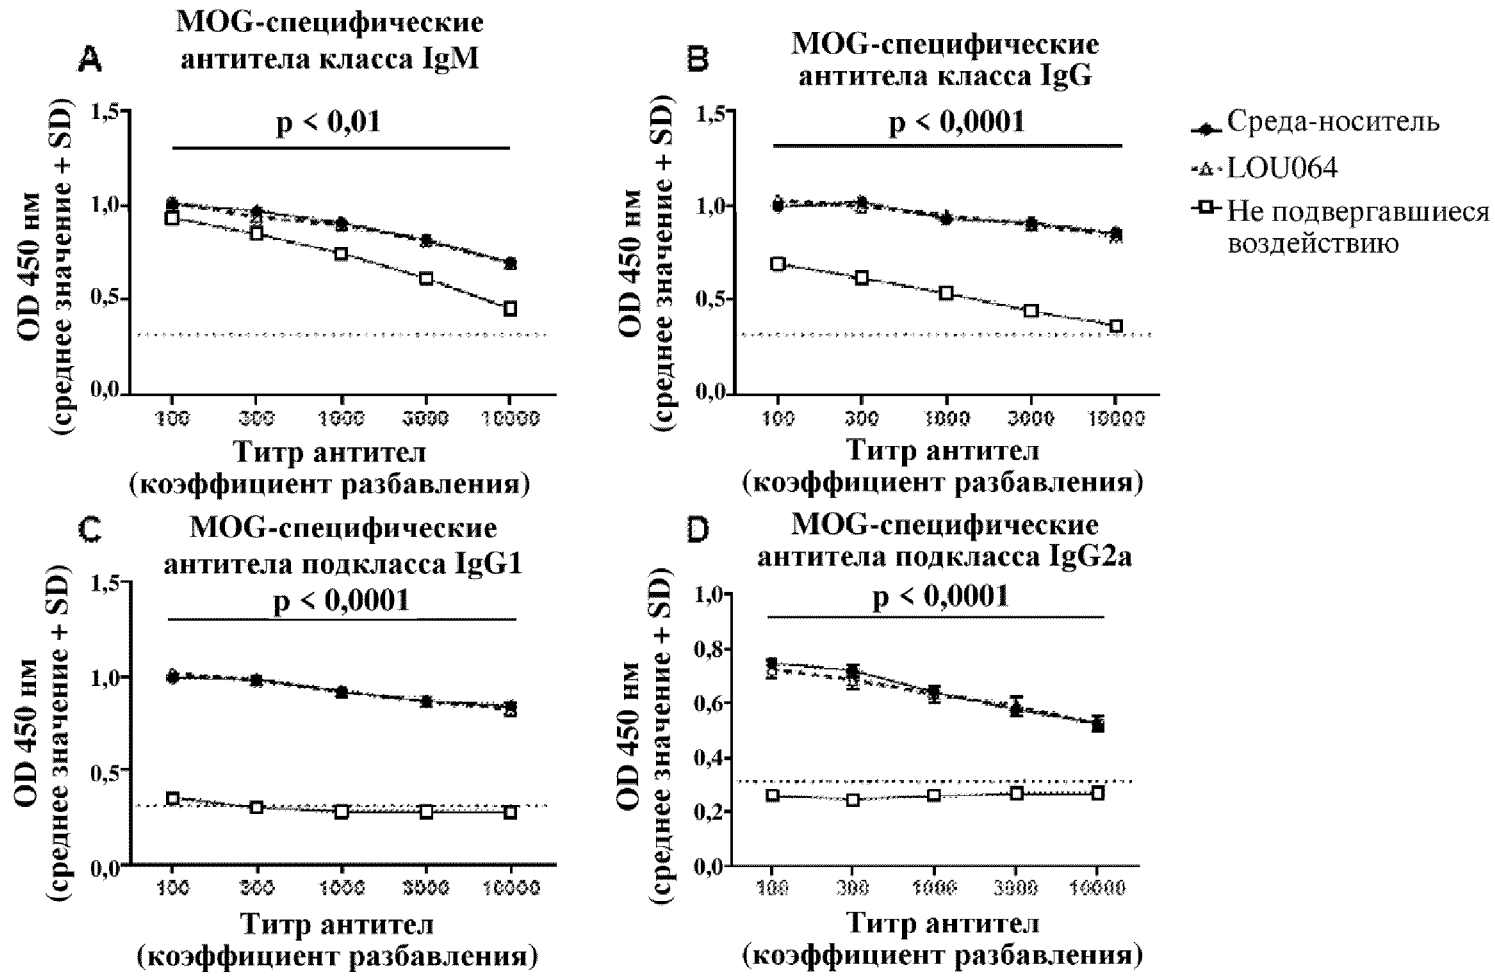 A
MOG-специфические
антитела класса IgM
p < 0,01
OD 450 нм
(среднее значение + SD)
1,5
1,0
0,5
0,0
100
300
1000
3000
10000
Титр антител
(коэффициент разбавления)
B
MOG-специфические
антитела класса IgG
p < 0,0001
OD 450 нм
(среднее значение + SD)
1,5
1,0
0,5
0,0
100
300
1000
3000
10000
Титр антител
(коэффициент разбавления)
Среда-носитель
LOU064
Не подвергавшиеся
воздействию
C
MOG-специфические
антитела подкласса IgG1
p < 0,0001
OD 450 нм
(среднее значение + SD)
1,5
1,0
0,5
0,0
100
300
1000
3000
10000
Титр антител
(коэффициент разбавления)
D
MOG-специфические
антитела подкласса IgG2a
p < 0,0001
OD 450 нм
(среднее значение + SD)
1,0
0,8
0,6
0,4
0,2
0,0
100
300
1000
3000
10000
Титр антител
(коэффициент разбавления)